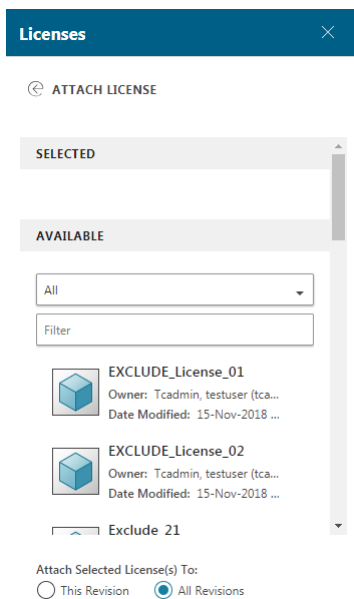 Licenses
ATTACH LICENSE
SELECTED
AVAILABLE
All
Filter
EXCLUDE_License_01
Owner: Tcadmin, testuser (tca...
Date Modified: 15-Nov-2018 ...
EXCLUDE_License_02
Owner: Tcadmin, testuser (tca...
Date Modified: 15-Nov-2018 ...
Exclude_21
Attach Selected License(s) To:
This Revision All Revisions